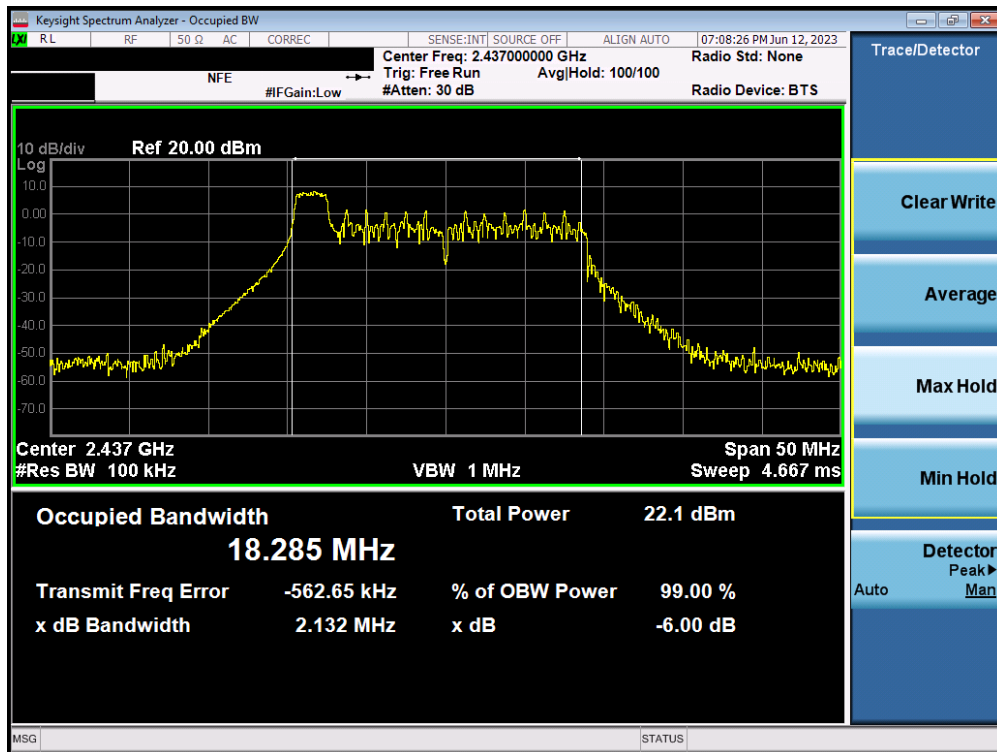 Keysight Spectrum Analyzer - Occupied BW
LXI RL RF 50 Ω AC CORREC SENSE:INT SOURCE OFF ALIGN AUTO 07:08:26 PM Jun 12, 2023
Center Freq: 2.437000000 GHz Radio Std: None
NFE Trig: Free Run Avg|Hold: 100/100
#IFGain:Low #Atten: 30 dB Radio Device: BTS
10 dB/div Ref 20.00 dBm
Log
10.0
0.00
-10.0
-20.0
-30.0
-40.0
-50.0
-60.0
-70.0
Center 2.437 GHz Span 50 MHz
#Res BW 100 kHz VBW 1 MHz Sweep 4.667 ms
Occupied Bandwidth Total Power 22.1 dBm
18.285 MHz
Transmit Freq Error -562.65 kHz % of OBW Power 99.00 %
x dB Bandwidth 2.132 MHz x dB -6.00 dB
MSG STATUS
Trace/Detector
Clear Write
Average
Max Hold
Min Hold
Detector
Peak▶
Auto Man